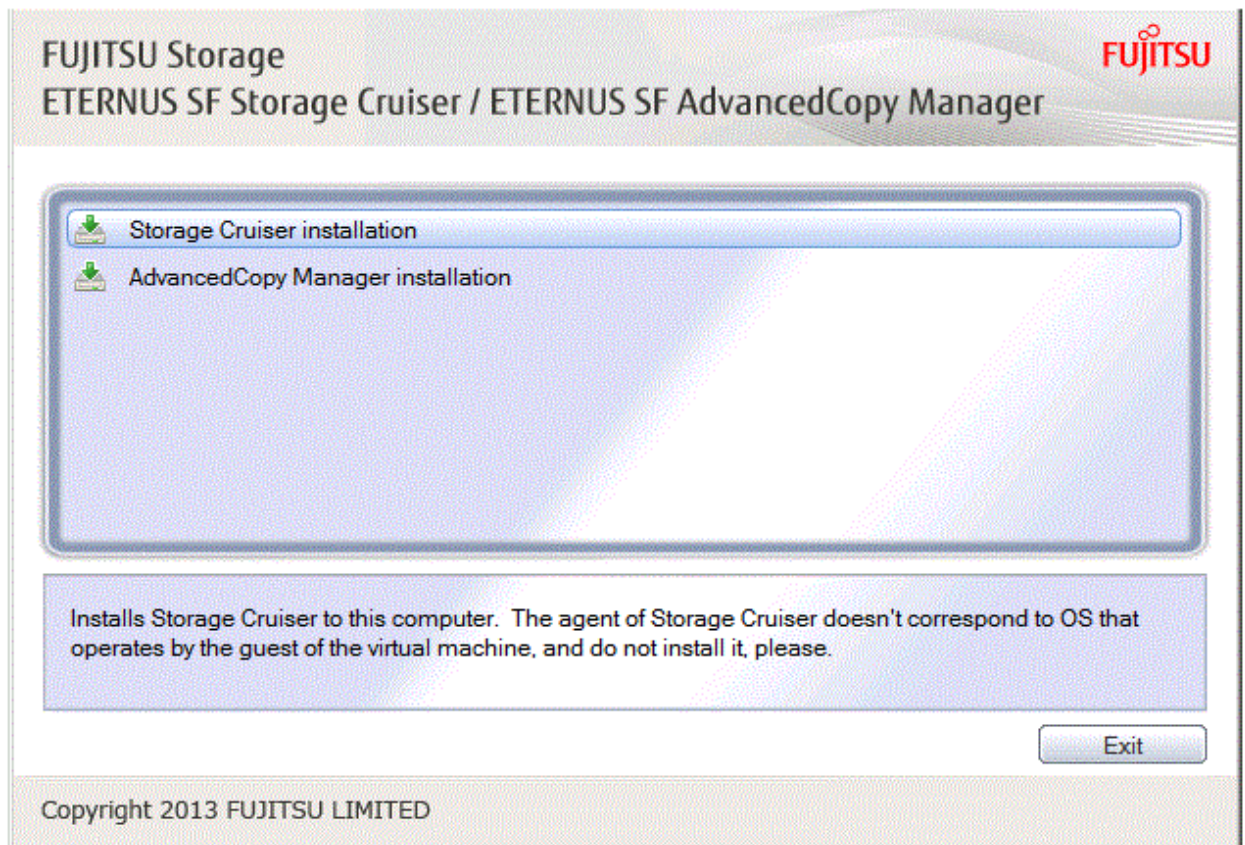 FUJITSU Storage
FUJITSU
ETERNUS SF Storage Cruiser / ETERNUS SF AdvancedCopy Manager
Storage Cruiser installation
AdvancedCopy Manager installation
Installs Storage Cruiser to this computer.  The agent of Storage Cruiser doesn't correspond to OS that
operates by the guest of the virtual machine, and do not install it, please.
Exit
Copyright 2013 FUJITSU LIMITED